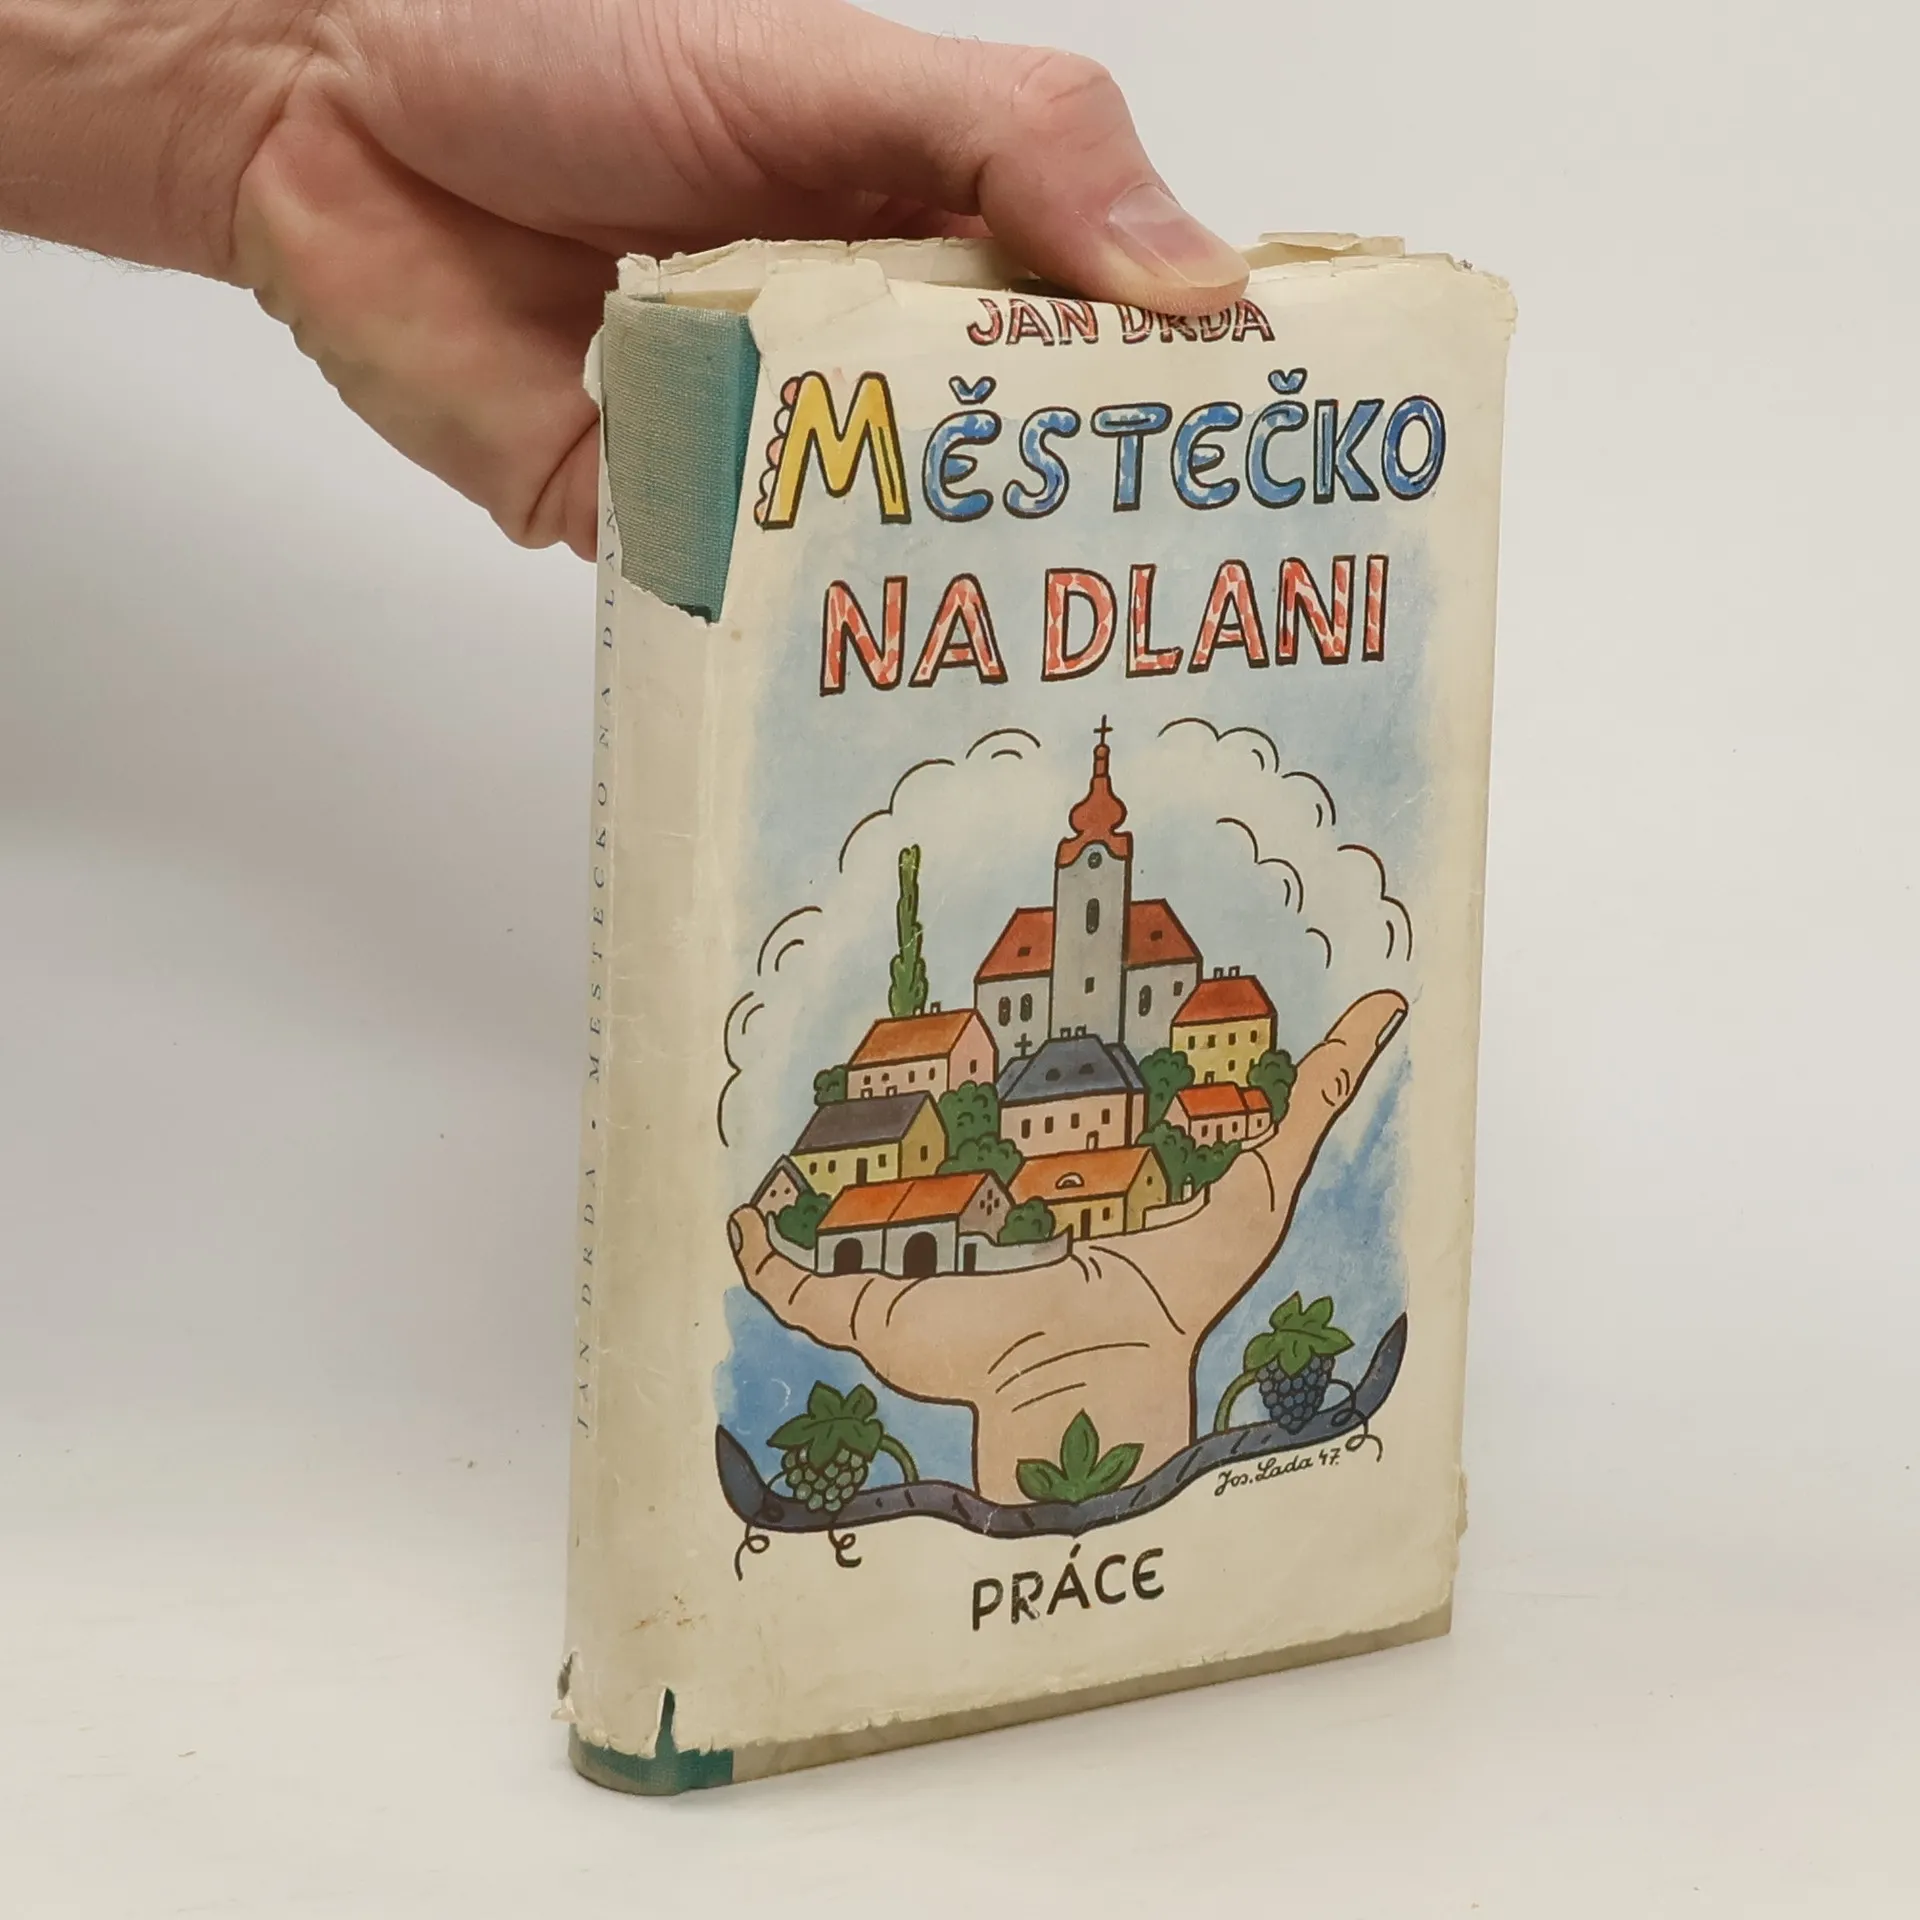 JAN DRDA
MĚSTEČKO
NA DLANI
Jos. Lada 47.
PRÁCE
JAN DRDA • MĚSTEČKO NA DLANI